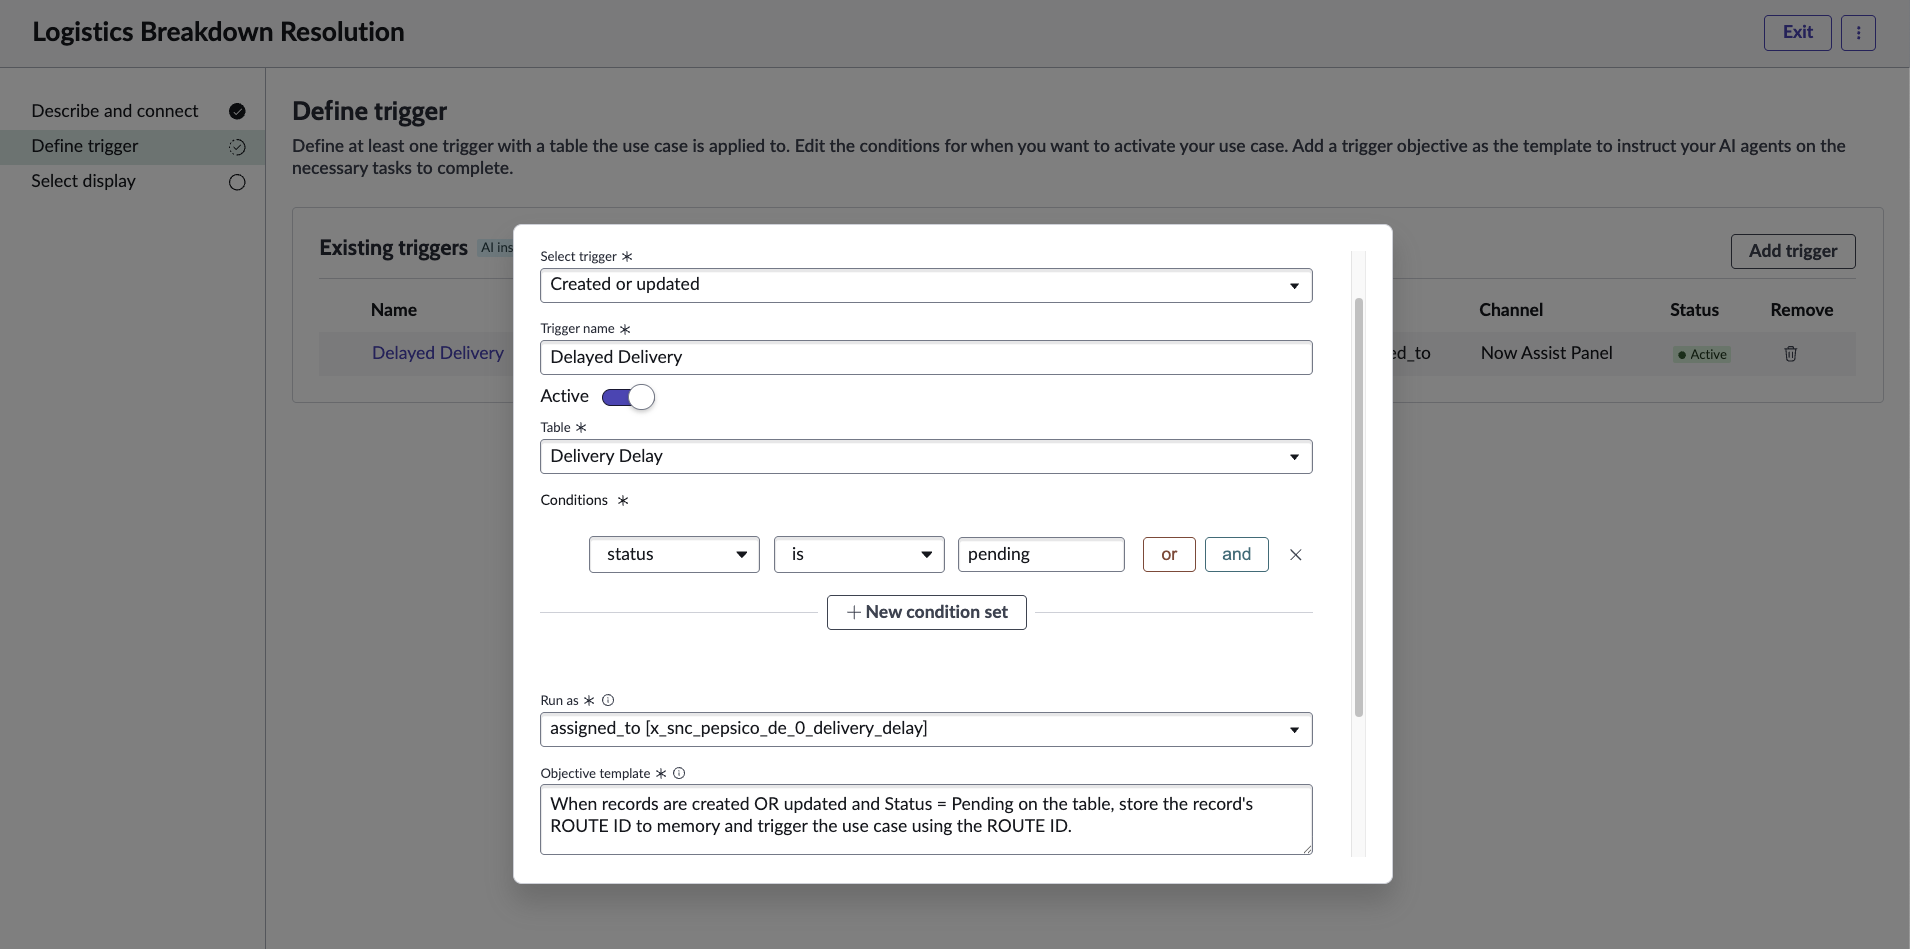 Logistics Breakdown Resolution
Exit
Describe and connect
Define trigger
Select display
Define trigger
Define at least one trigger with a table the use case is applied to. Edit the conditions for when you want to activate your use case. Add a trigger objective as the template to instruct your AI agents on the
necessary tasks to complete.
Existing triggers
AI
Add trigger
Name
Channel
Status
Remove
Delayed Delivery
Now Assist Panel
Active
Select trigger *
Created or updated
Trigger name *
Delayed Delivery
Active
Table *
Delivery Delay
Conditions *
status
is
pending
or
and
+ New condition set
Run as *
assigned_to [x_snc_pepsico_de_0_delivery_delay]
Objective template *
When records are created OR updated and Status = Pending on the table, store the record's
ROUTE ID to memory and trigger the use case using the ROUTE ID.